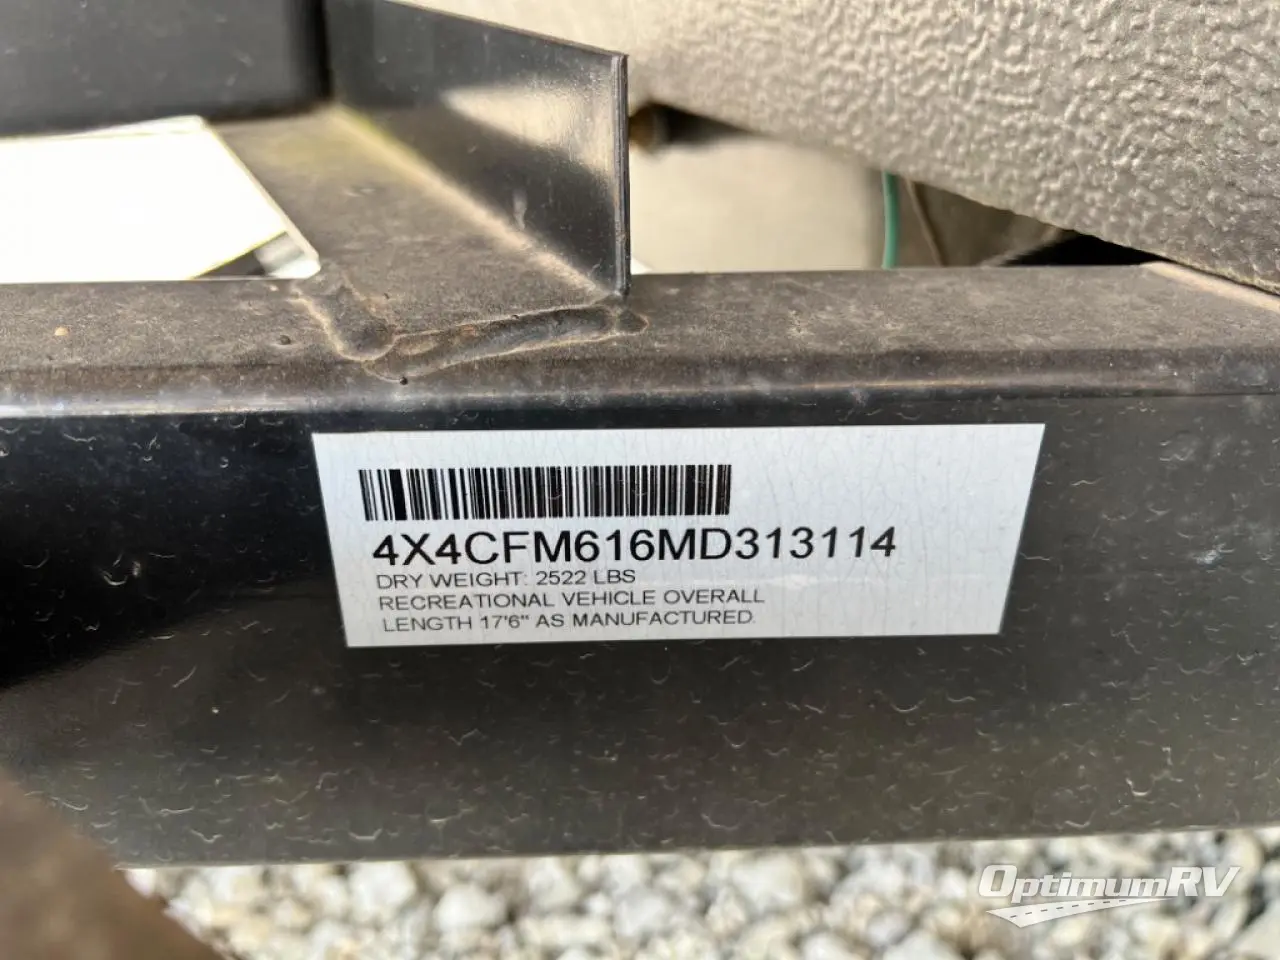 4X4CFM616MD313114
DRY WEIGHT: 2522 LBS
RECREATIONAL VEHICLE OVERALL
LENGTH 17'6" AS MANUFACTURED.
OptimumRV